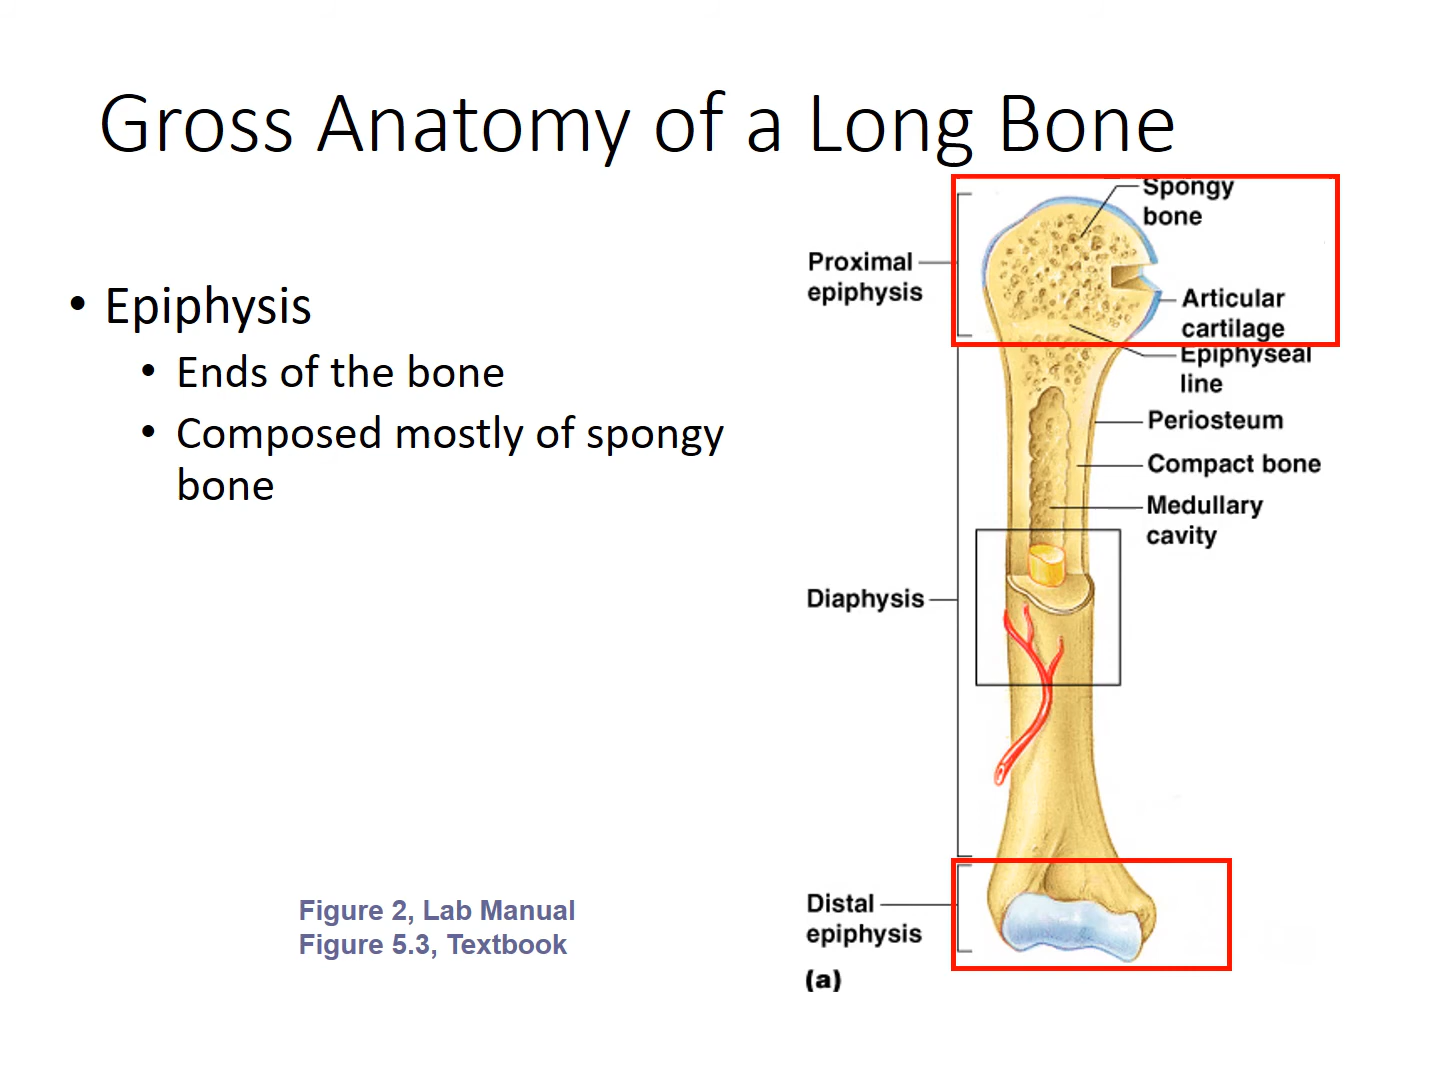 Gross Anatomy of a Long Bone
• Epiphysis
• Ends of the bone
• Composed mostly of spongy
bone
Figure 2, Lab Manual
Figure 5.3, Textbook
Spongy
bone
Proximal
epiphysis
Articular
cartilage
Epiphyseal
line
Periosteum
Compact bone
Medullary
cavity
Diaphysis
Distal
epiphysis
(a)